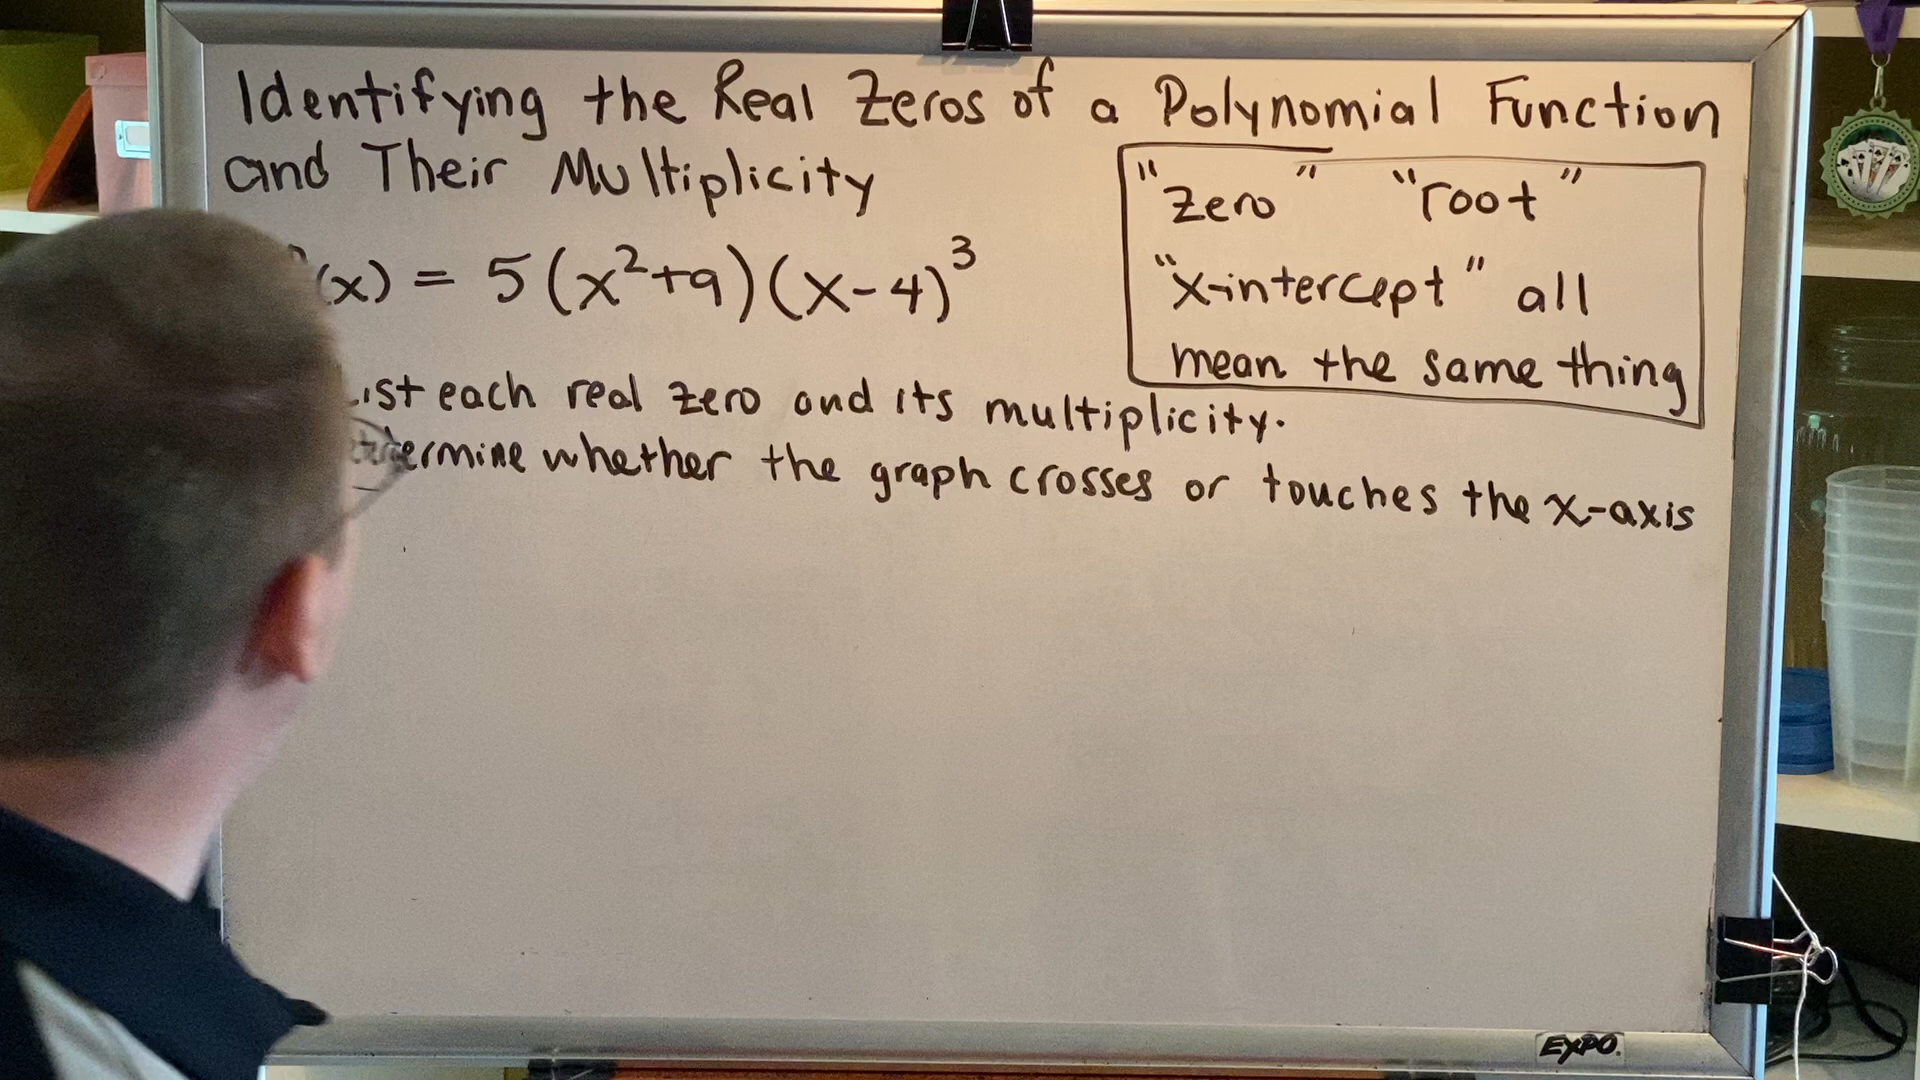 Identifying the Real Zeros of a Polynomial Function
and Their Multiplicity
"Zero" "root"
"x-intercept" all
mean the same thing
(x) = 5(x²+9)(x-4)³
ist each real zero and its multiplicity.
termine whether the graph crosses or touches the x-axis
EXPO